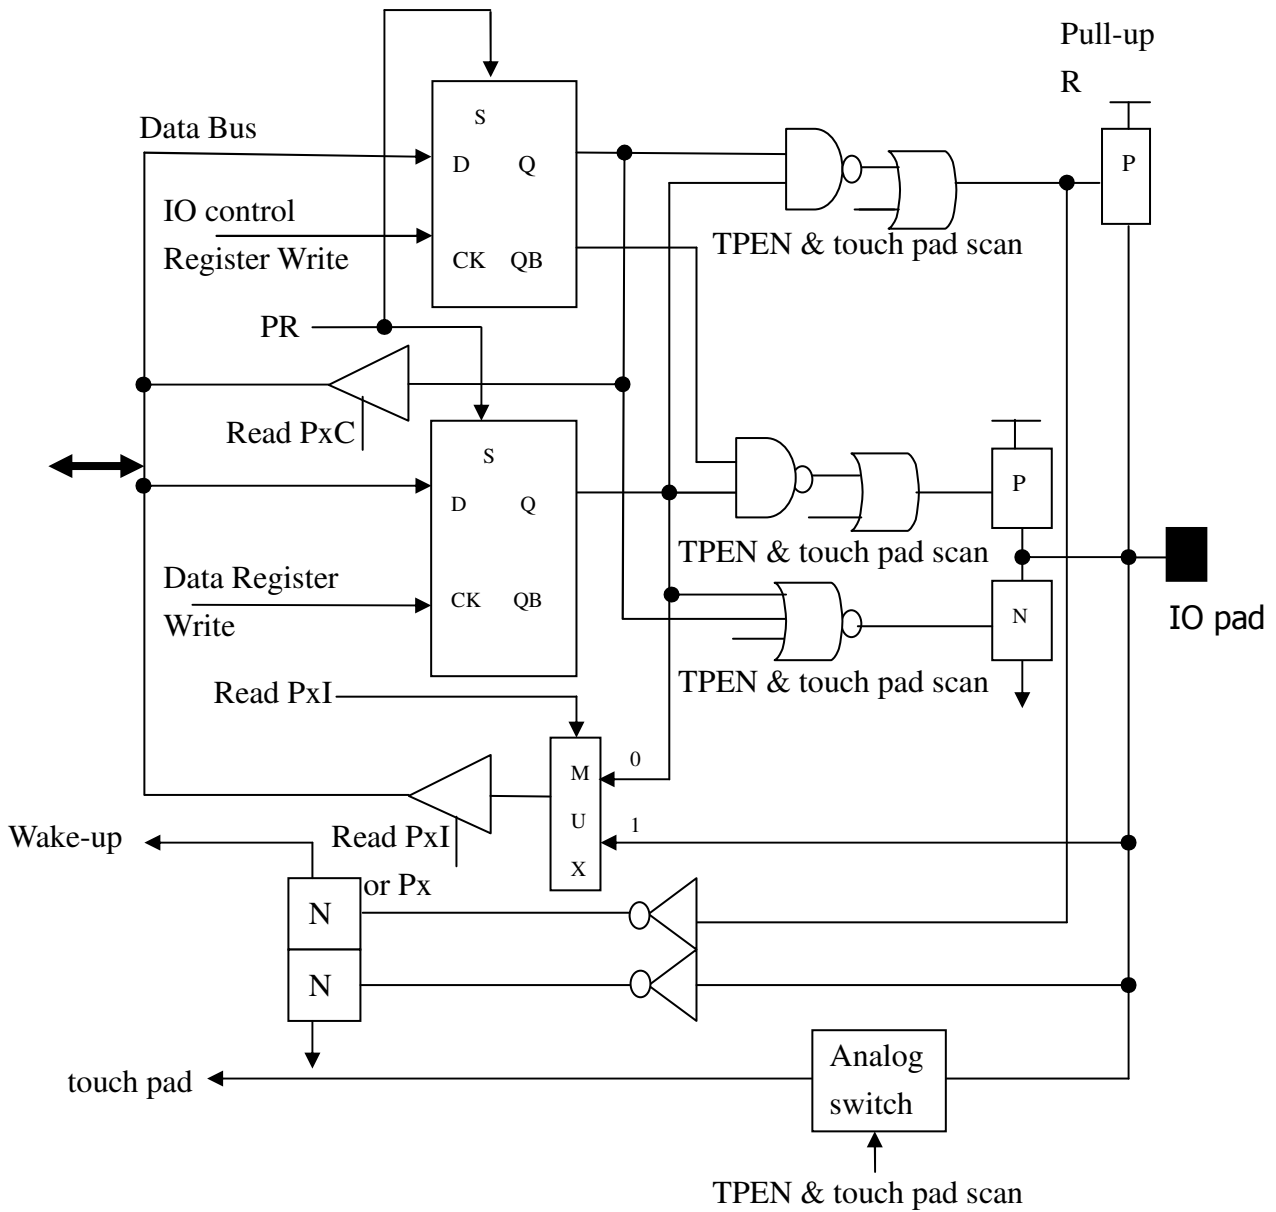 Pull-up
R
Data Bus
S
D
Q
P
IO control
Register Write
CK
QB
TPEN & touch pad scan
PR
Read PxC
S
D
Q
P
TPEN & touch pad scan
Data Register
Write
CK
QB
N
IO pad
TPEN & touch pad scan
Read PxI
0
M
U
X
1
Wake-up
Read PxI
or Px
N
N
Analog
switch
touch pad
TPEN & touch pad scan